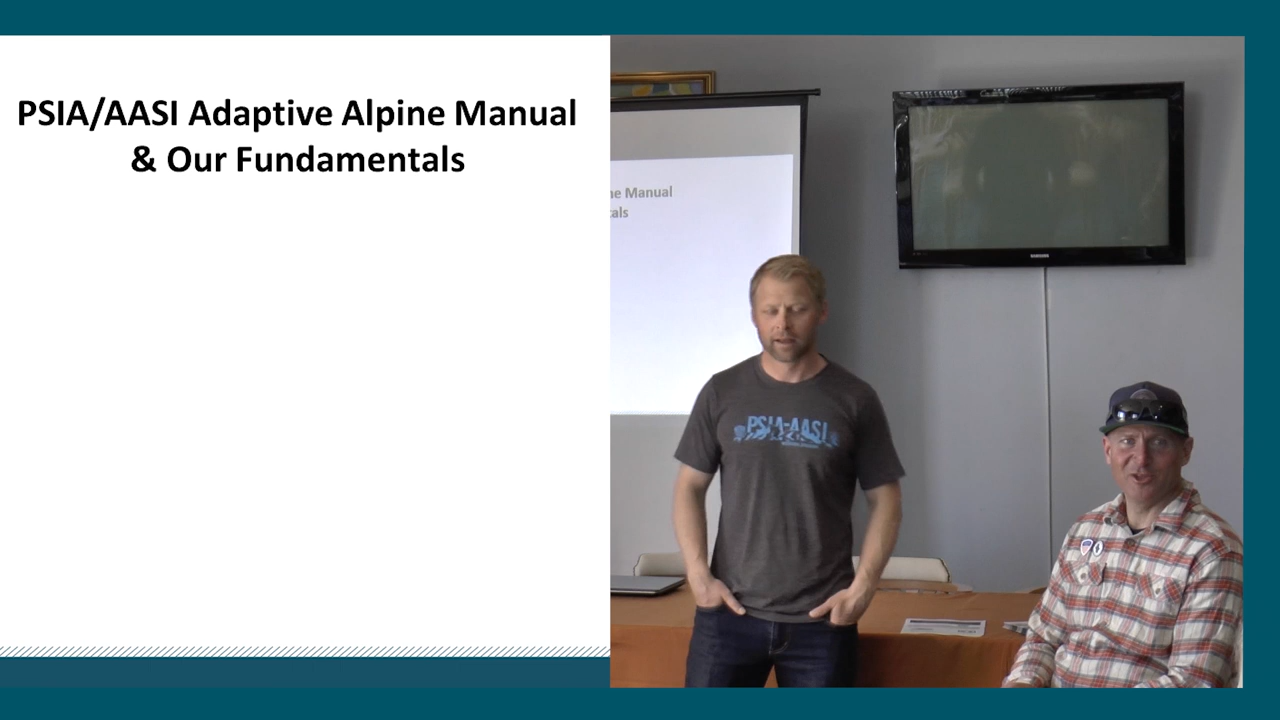 PSIA/AASI Adaptive Alpine Manual
& Our Fundamentals
ne Manual
tals
SAMSUNG
PSIA-AASI